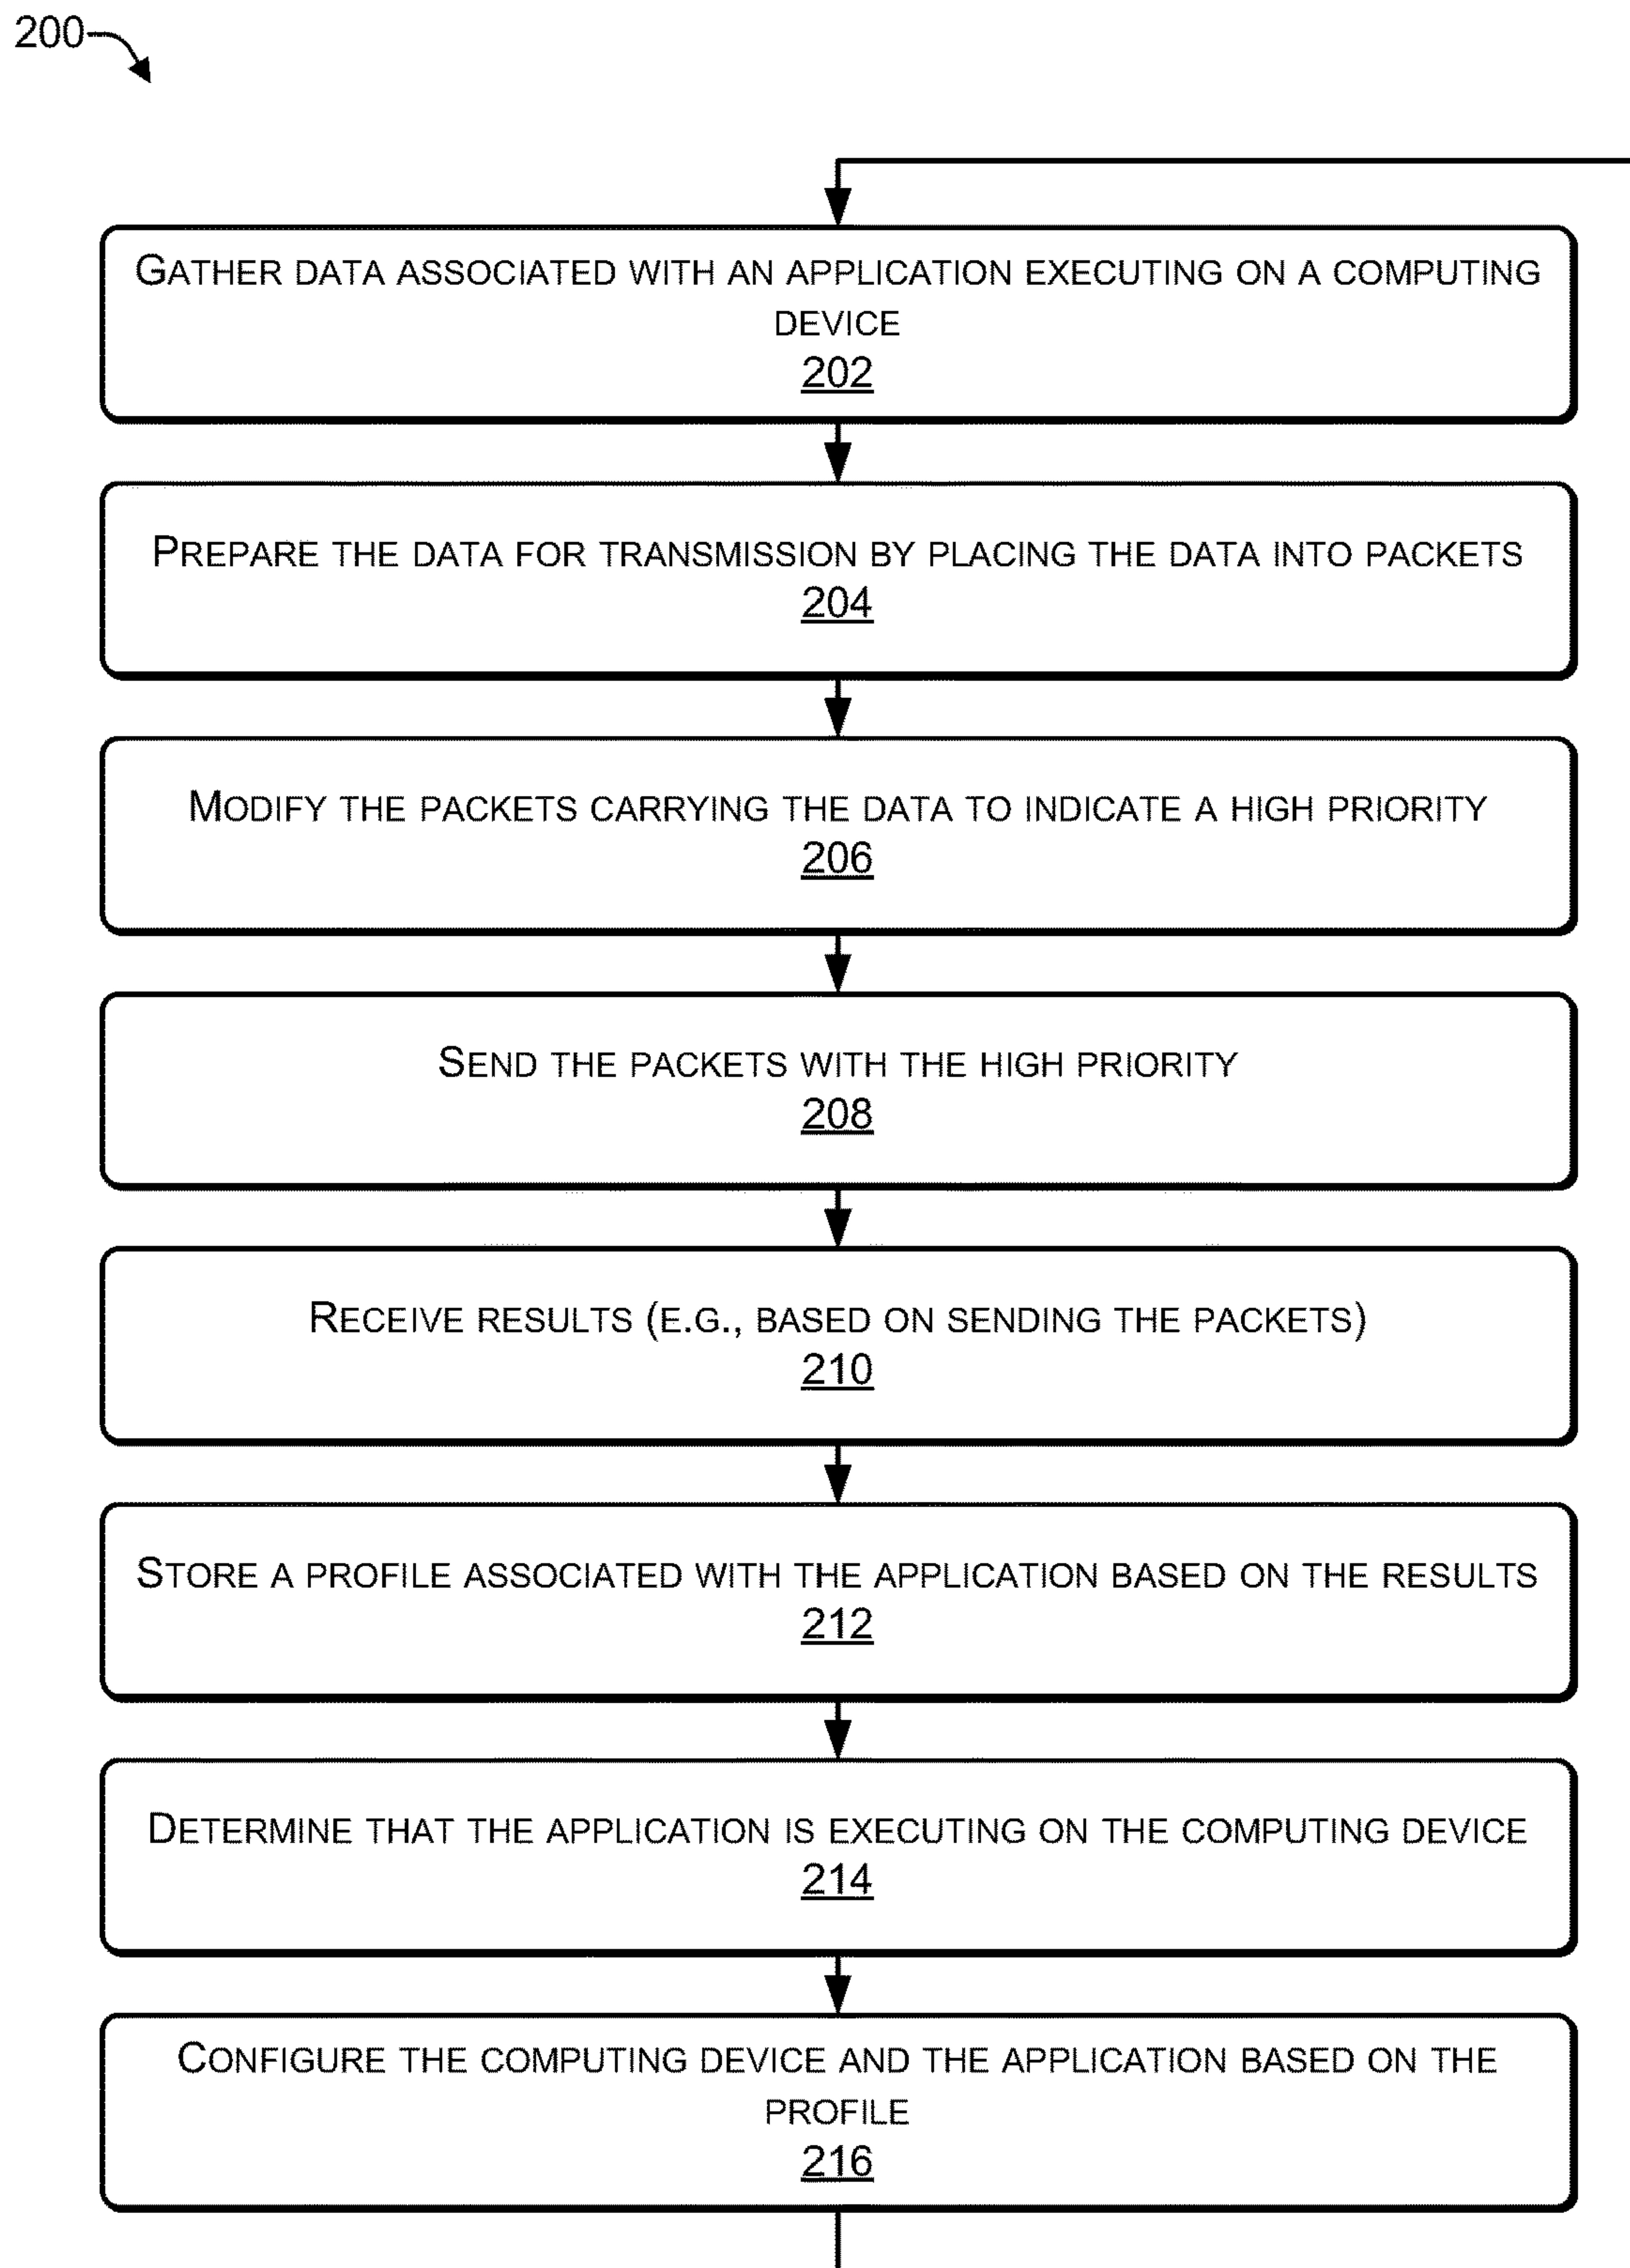 200
GATHER DATA ASSOCIATED WITH AN APPLICATION EXECUTING ON A COMPUTING
DEVICE
202
PREPARE THE DATA FOR TRANSMISSION BY PLACING THE DATA INTO PACKETS
204
MODIFY THE PACKETS CARRYING THE DATA TO INDICATE A HIGH PRIORITY
206
SEND THE PACKETS WITH THE HIGH PRIORITY
208
RECEIVE RESULTS (E.G., BASED ON SENDING THE PACKETS)
210
STORE A PROFILE ASSOCIATED WITH THE APPLICATION BASED ON THE RESULTS
212
DETERMINE THAT THE APPLICATION IS EXECUTING ON THE COMPUTING DEVICE
214
CONFIGURE THE COMPUTING DEVICE AND THE APPLICATION BASED ON THE
PROFILE
216